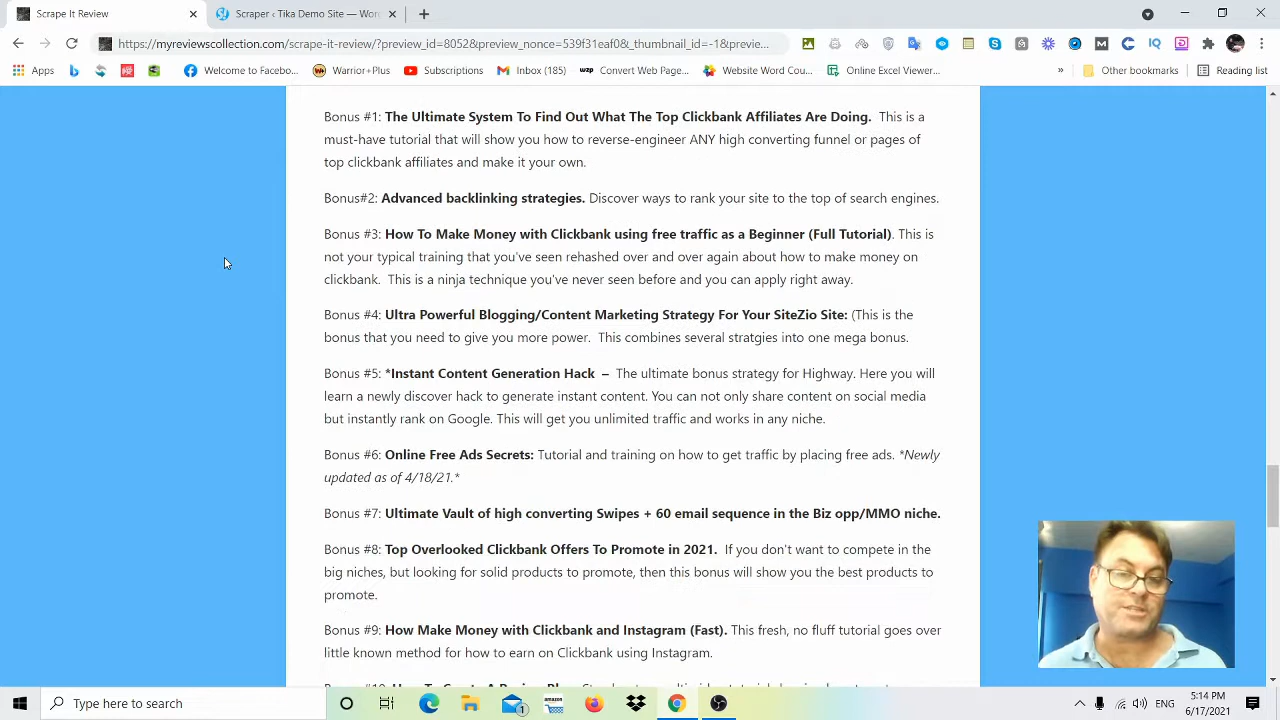 Scrape It Review
Scraper ‹ Tika Demo Site — Wor
https://myreviewscollection.com/scrape-it-review/?preview_id=8052&preview_nonce=539f31eaf0&_thumbnail_id=-1&previe...
Apps
Welcome to Facebo...
Warrior+Plus
Subscriptions
Inbox (185)
Convert Web Page...
Website Word Cou...
Online Excel Viewer...
»
Other bookmarks
Reading list
Bonus #1: The Ultimate System To Find Out What The Top Clickbank Affiliates Are Doing. This is a
must-have tutorial that will show you how to reverse-engineer ANY high converting funnel or pages of
top clickbank affiliates and make it your own.
Bonus#2: Advanced backlinking strategies. Discover ways to rank your site to the top of search engines.
Bonus #3: How To Make Money with Clickbank using free traffic as a Beginner (Full Tutorial). This is
not your typical training that you've seen rehashed over and over again about how to make money on
clickbank. This is a ninja technique you've never seen before and you can apply right away.
Bonus #4: Ultra Powerful Blogging/Content Marketing Strategy For Your SiteZio Site: (This is the
bonus that you need to give you more power. This combines several stratgies into one mega bonus.
Bonus #5: *Instant Content Generation Hack – The ultimate bonus strategy for Highway. Here you will
learn a newly discover hack to generate instant content. You can not only share content on social media
but instantly rank on Google. This will get you unlimited traffic and works in any niche.
Bonus #6: Online Free Ads Secrets: Tutorial and training on how to get traffic by placing free ads. *Newly
updated as of 4/18/21.*
Bonus #7: Ultimate Vault of high converting Swipes + 60 email sequence in the Biz opp/MMO niche.
Bonus #8: Top Overlooked Clickbank Offers To Promote in 2021. If you don't want to compete in the
big niches, but looking for solid products to promote, then this bonus will show you the best products to
promote.
Bonus #9: How Make Money with Clickbank and Instagram (Fast). This fresh, no fluff tutorial goes over
little known method for how to earn on Clickbank using Instagram.
Type here to search
ENG
5:14 PM
6/17/2021